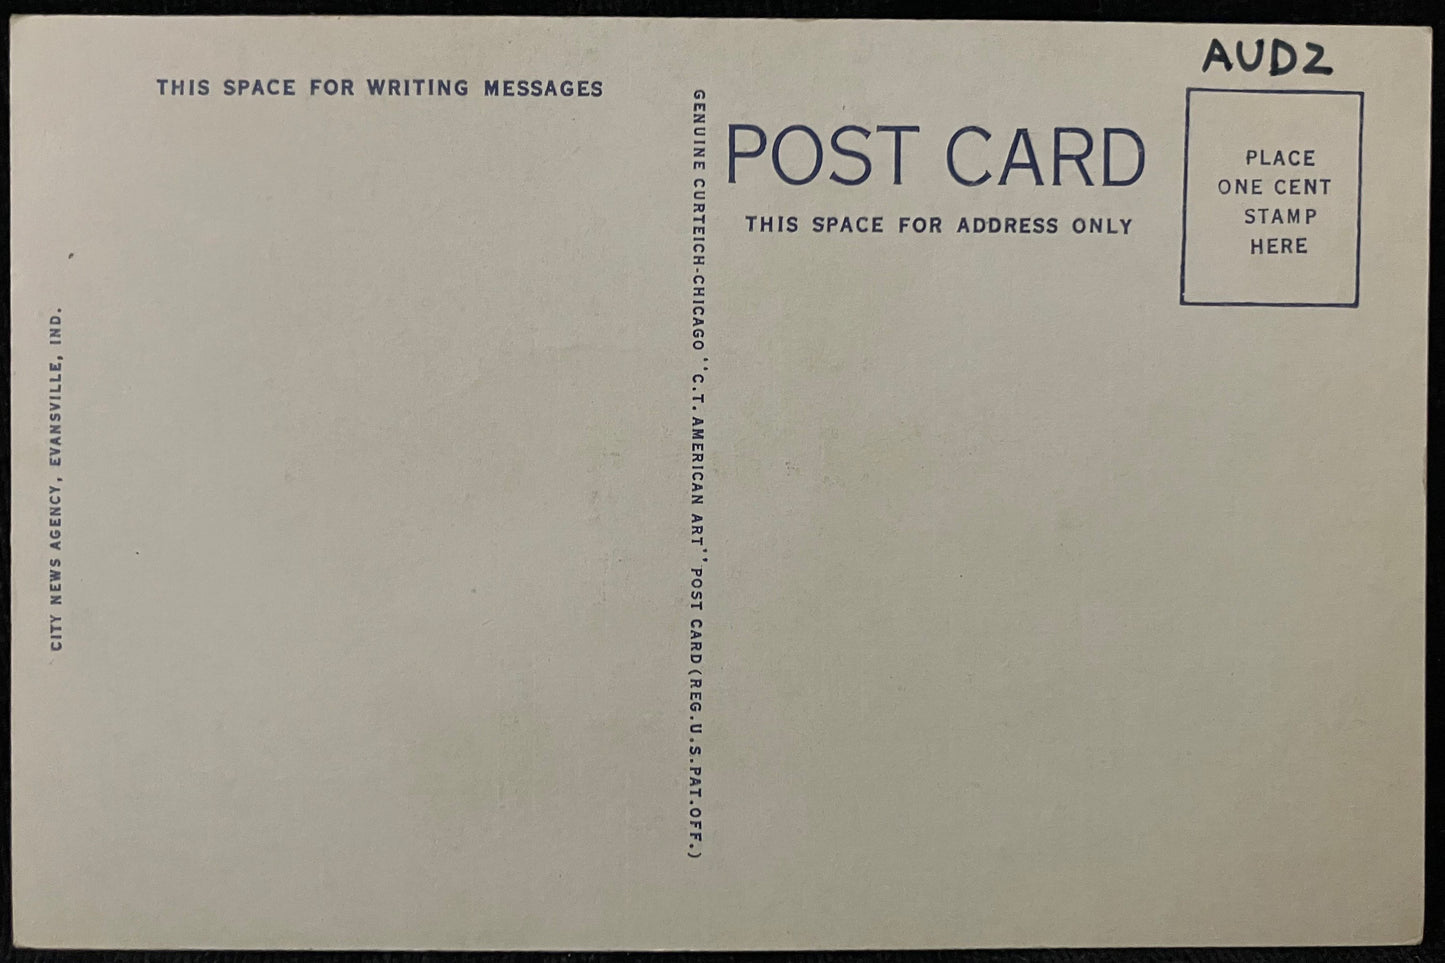 AUDZ
THIS SPACE FOR WRITING MESSAGES
POST CARD
THIS SPACE FOR ADDRESS ONLY
PLACE
ONE CENT
STAMP
HERE
GENUINE CURTEICH-CHICAGO "C.T. AMERICAN ART" POST CARD (REG. U.S. PAT. OFF.)
CITY NEWS AGENCY, EVANSVILLE, IND.